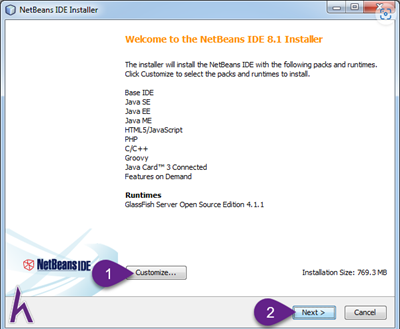 NetBeans IDE Installer
Welcome to the NetBeans IDE 8.1 Installer
The installer will install the NetBeans IDE with the following packs and runtimes.
Click Customize to select the packs and runtimes to install.
Base IDE
Java SE
Java EE
Java ME
HTML5/JavaScript
PHP
C/C++
Groovy
Java Card™ 3 Connected
Features on Demand
Runtimes
GlassFish Server Open Source Edition 4.1.1
NetBeans IDE
1
Customize...
Installation Size: 769.3 MB
2
Next >
Cancel